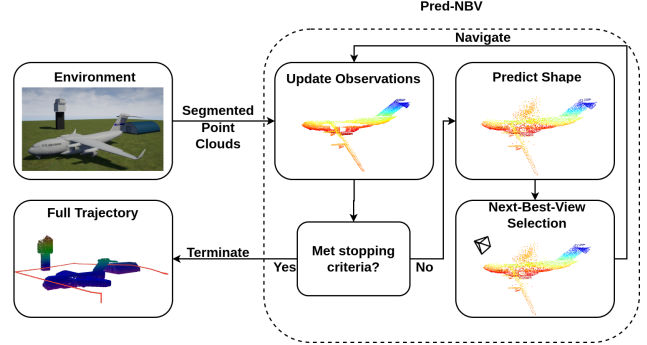 Pred-NBV
Navigate
Environment
Update Observations
Predict Shape
Segmented
Point
Clouds
Full Trajectory
Next-Best-View
Selection
Met stopping
criteria?
Terminate
Yes
No